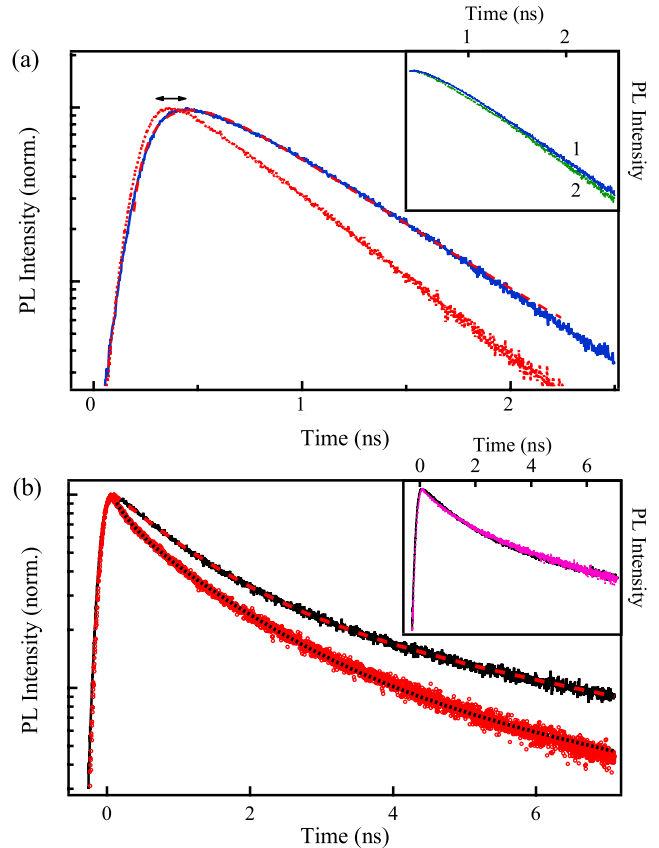 Time (ns)
1 2
(a)
PL Intensity (norm.)
PL Intensity
1
2
0 1 2
Time (ns)
Time (ns)
0 2 4 6
(b)
PL Intensity (norm.)
PL Intensity
0 2 4 6
Time (ns)